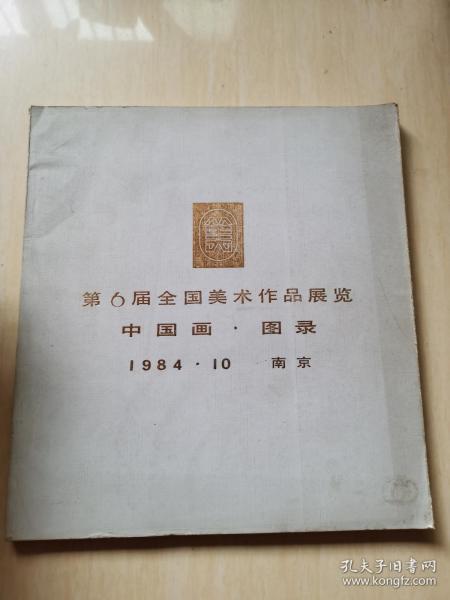 第6届全国美术作品展览
中国画·图录
1984·10 南京
孔夫子旧书网
www.kongfz.com